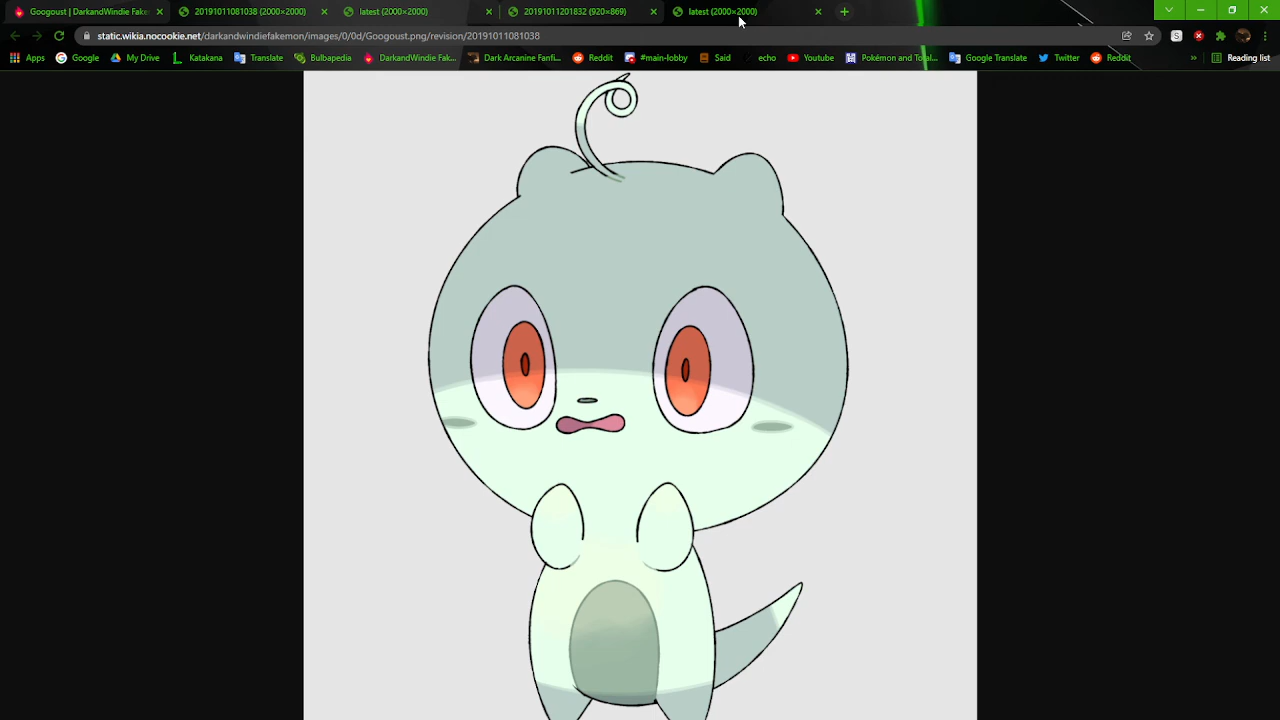 Googoust | DarkandWindie Fake
20191011081038 (2000×2000)
latest (2000×2000)
20191011201832 (920×869)
latest (2000×2000)
static.wikia.nocookie.net/darkandwindiefakemon/images/0/0d/Googoust.png/revision/20191011081038
Apps Google My Drive Katakana Translate Bulbapedia DarkandWindie Fak... Dark Arcanine Fanfi... Reddit #main-lobby Said echo Youtube Pokémon and Total... Google Translate Twitter Reddit » Reading list